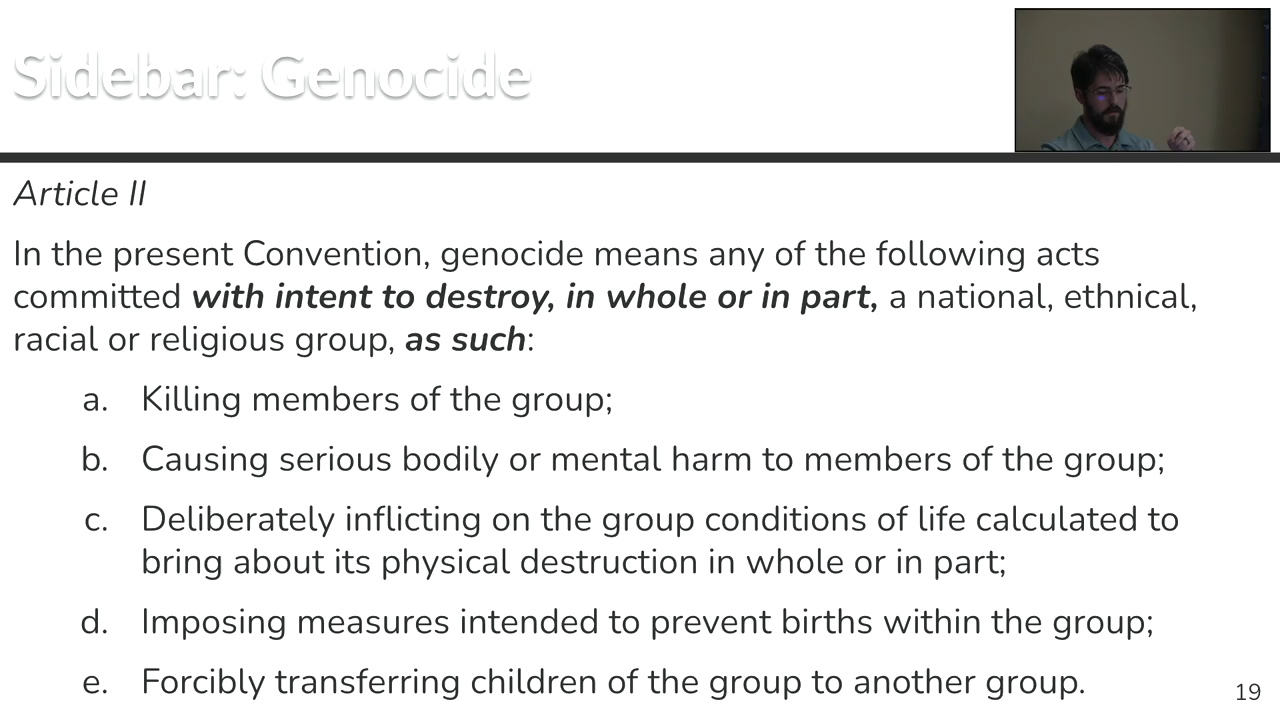 Sidebar: Genocide
Article II
In the present Convention, genocide means any of the following acts
committed with intent to destroy, in whole or in part, a national, ethnical,
racial or religious group, as such:
a. Killing members of the group;
b. Causing serious bodily or mental harm to members of the group;
c. Deliberately inflicting on the group conditions of life calculated to
bring about its physical destruction in whole or in part;
d. Imposing measures intended to prevent births within the group;
e. Forcibly transferring children of the group to another group.
19